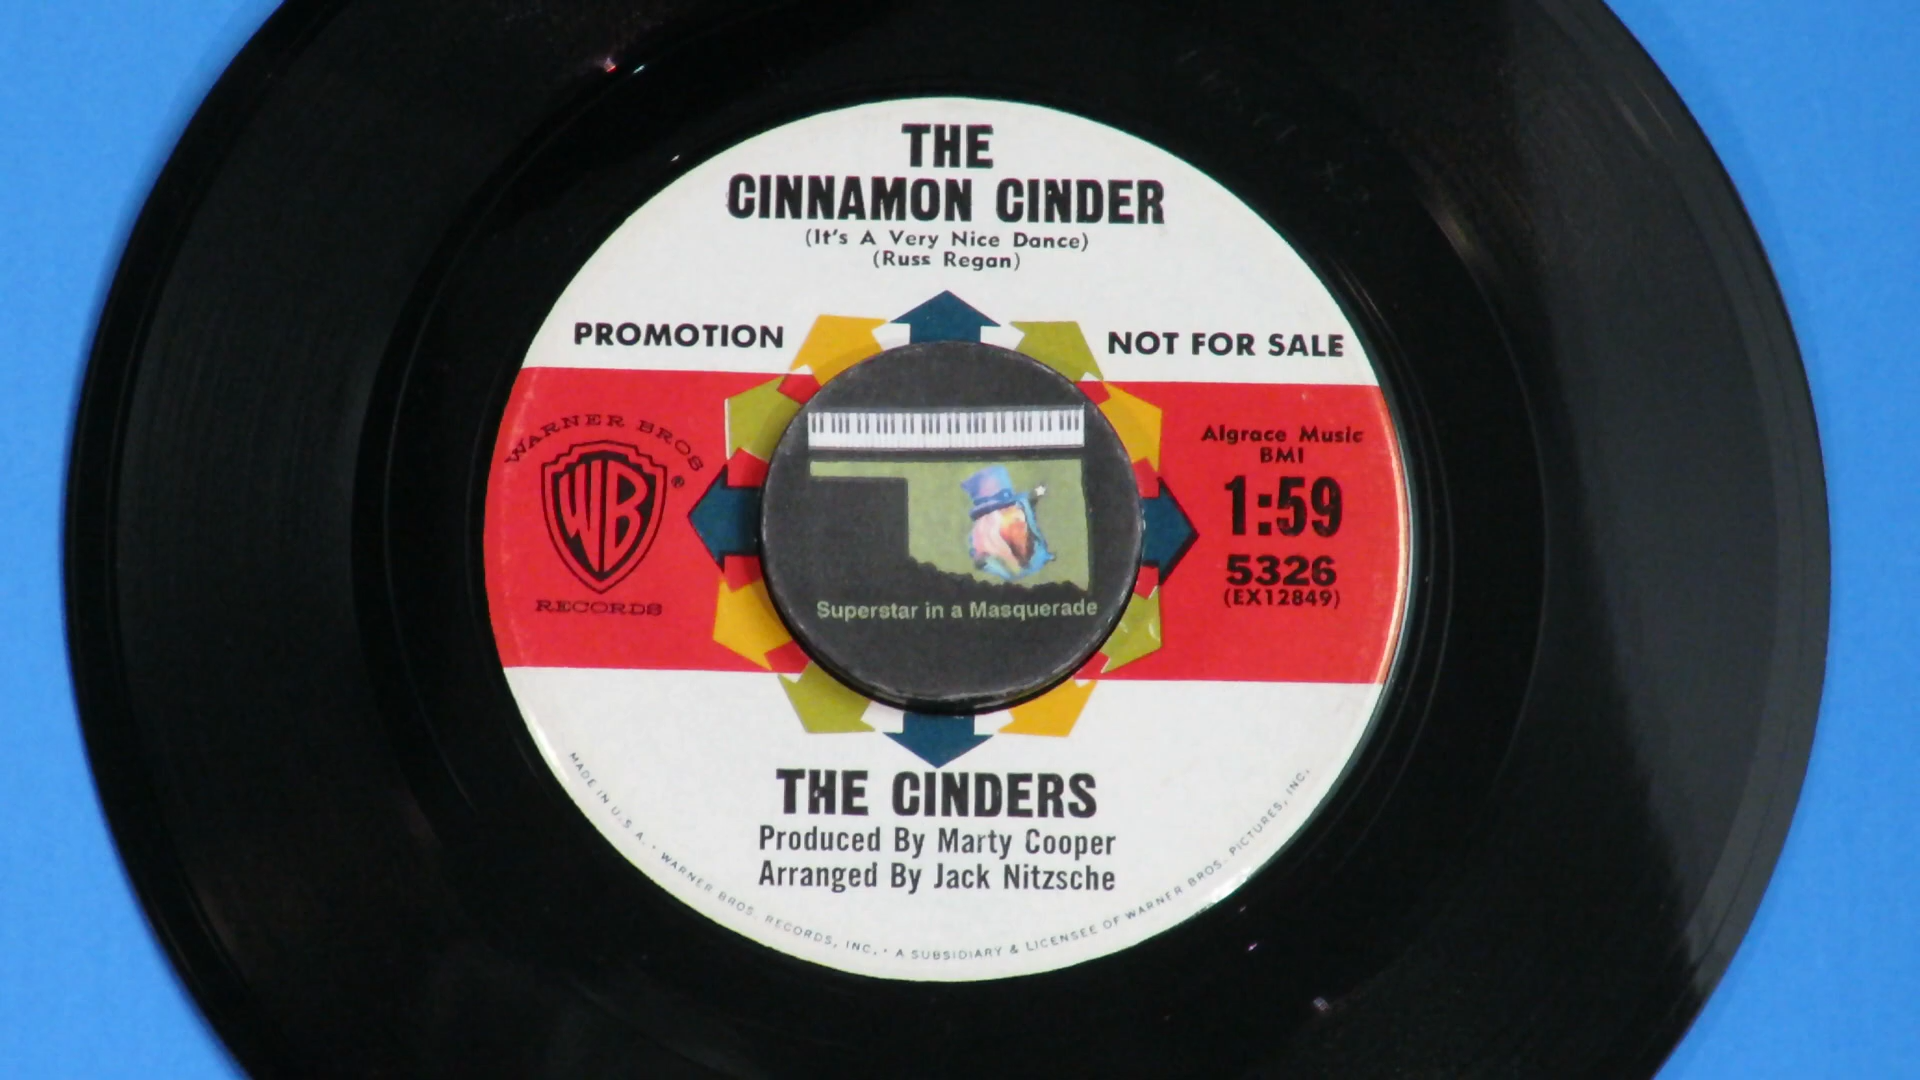 THE
CINNAMON CINDER
(It's A Very Nice Dance)
(Russ Regan)
PROMOTION
NOT FOR SALE
WARNER BROS
WB
®
RECORDS
Algrace Music
BMI
1:59
5326
(EX12849)
Superstar in a Masquerade
THE CINDERS
Produced By Marty Cooper
Arranged By Jack Nitzsche
MADE IN U.S.A. • WARNER BROS. RECORDS, INC. • A SUBSIDIARY & LICENSEE OF WARNER BROS. PICTURES, INC.